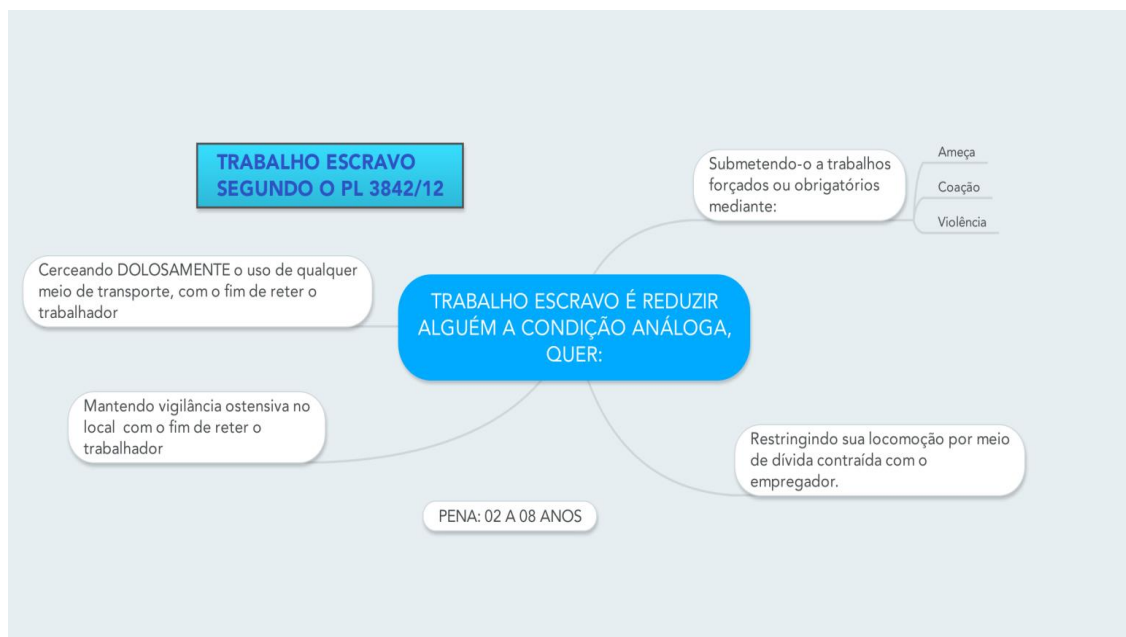 TRABALHO ESCRAVO
SEGUNDO O PL 3842/12
Submetendo-o a trabalhos
forçados ou obrigatórios
mediante:
Ameça
Coação
Violência
Cerceando DOLOSAMENTE o uso de qualquer
meio de transporte, com o fim de reter o
trabalhador
TRABALHO ESCRAVO É REDUZIR
ALGUÉM A CONDIÇÃO ANÁLOGA,
QUER:
Mantendo vigilância ostensiva no
local com o fim de reter o
trabalhador
Restringindo sua locomoção por meio
de dívida contraída com o
empregador.
PENA: 02 A 08 ANOS